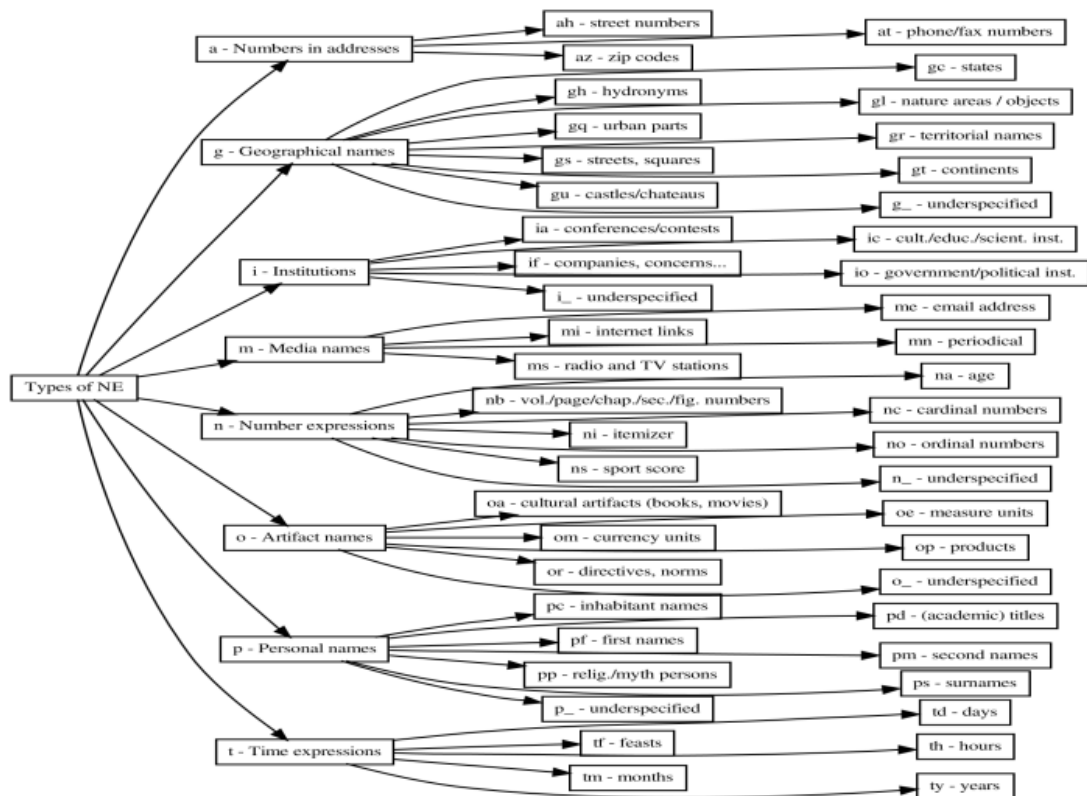 Types of NE
a - Numbers in addresses
ah - street numbers
at - phone/fax numbers
az - zip codes
g - Geographical names
gc - states
gh - hydronyms
gl - nature areas / objects
gq - urban parts
gr - territorial names
gs - streets, squares
gt - continents
gu - castles/chateaus
g_ - underspecified
i - Institutions
ia - conferences/contests
ic - cult./educ./scient. inst.
if - companies, concerns...
io - government/political inst.
i_ - underspecified
m - Media names
me - email address
mi - internet links
mn - periodical
ms - radio and TV stations
n - Number expressions
na - age
nb - vol./page/chap./sec./fig. numbers
nc - cardinal numbers
ni - itemizer
no - ordinal numbers
ns - sport score
n_ - underspecified
o - Artifact names
oa - cultural artifacts (books, movies)
oe - measure units
om - currency units
op - products
or - directives, norms
o_ - underspecified
p - Personal names
pc - inhabitant names
pd - (academic) titles
pf - first names
pm - second names
pp - relig./myth persons
ps - surnames
p_ - underspecified
t - Time expressions
td - days
tf - feasts
th - hours
tm - months
ty - years